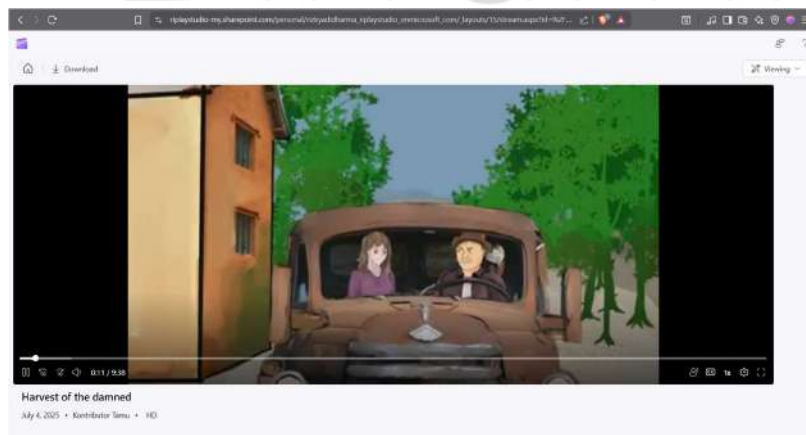 Download
Viewing
0:11 / 9:38
1x
Harvest of the damned
July 4, 2025 • Kontributor Tamu • HD